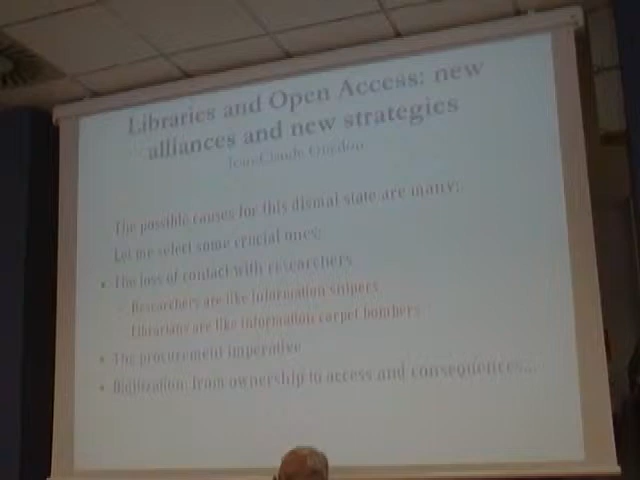 Libraries and Open Access: new
alliances and new strategies
Jean-Claude Guédon
The possible causes for this dismal state are many:
Let me select some crucial ones:
• The loss of contact with researchers
– Researchers are like information snipers
– Librarians are like information carpet bombers
• The procurement imperative
• Digitization: from ownership to access and consequences...